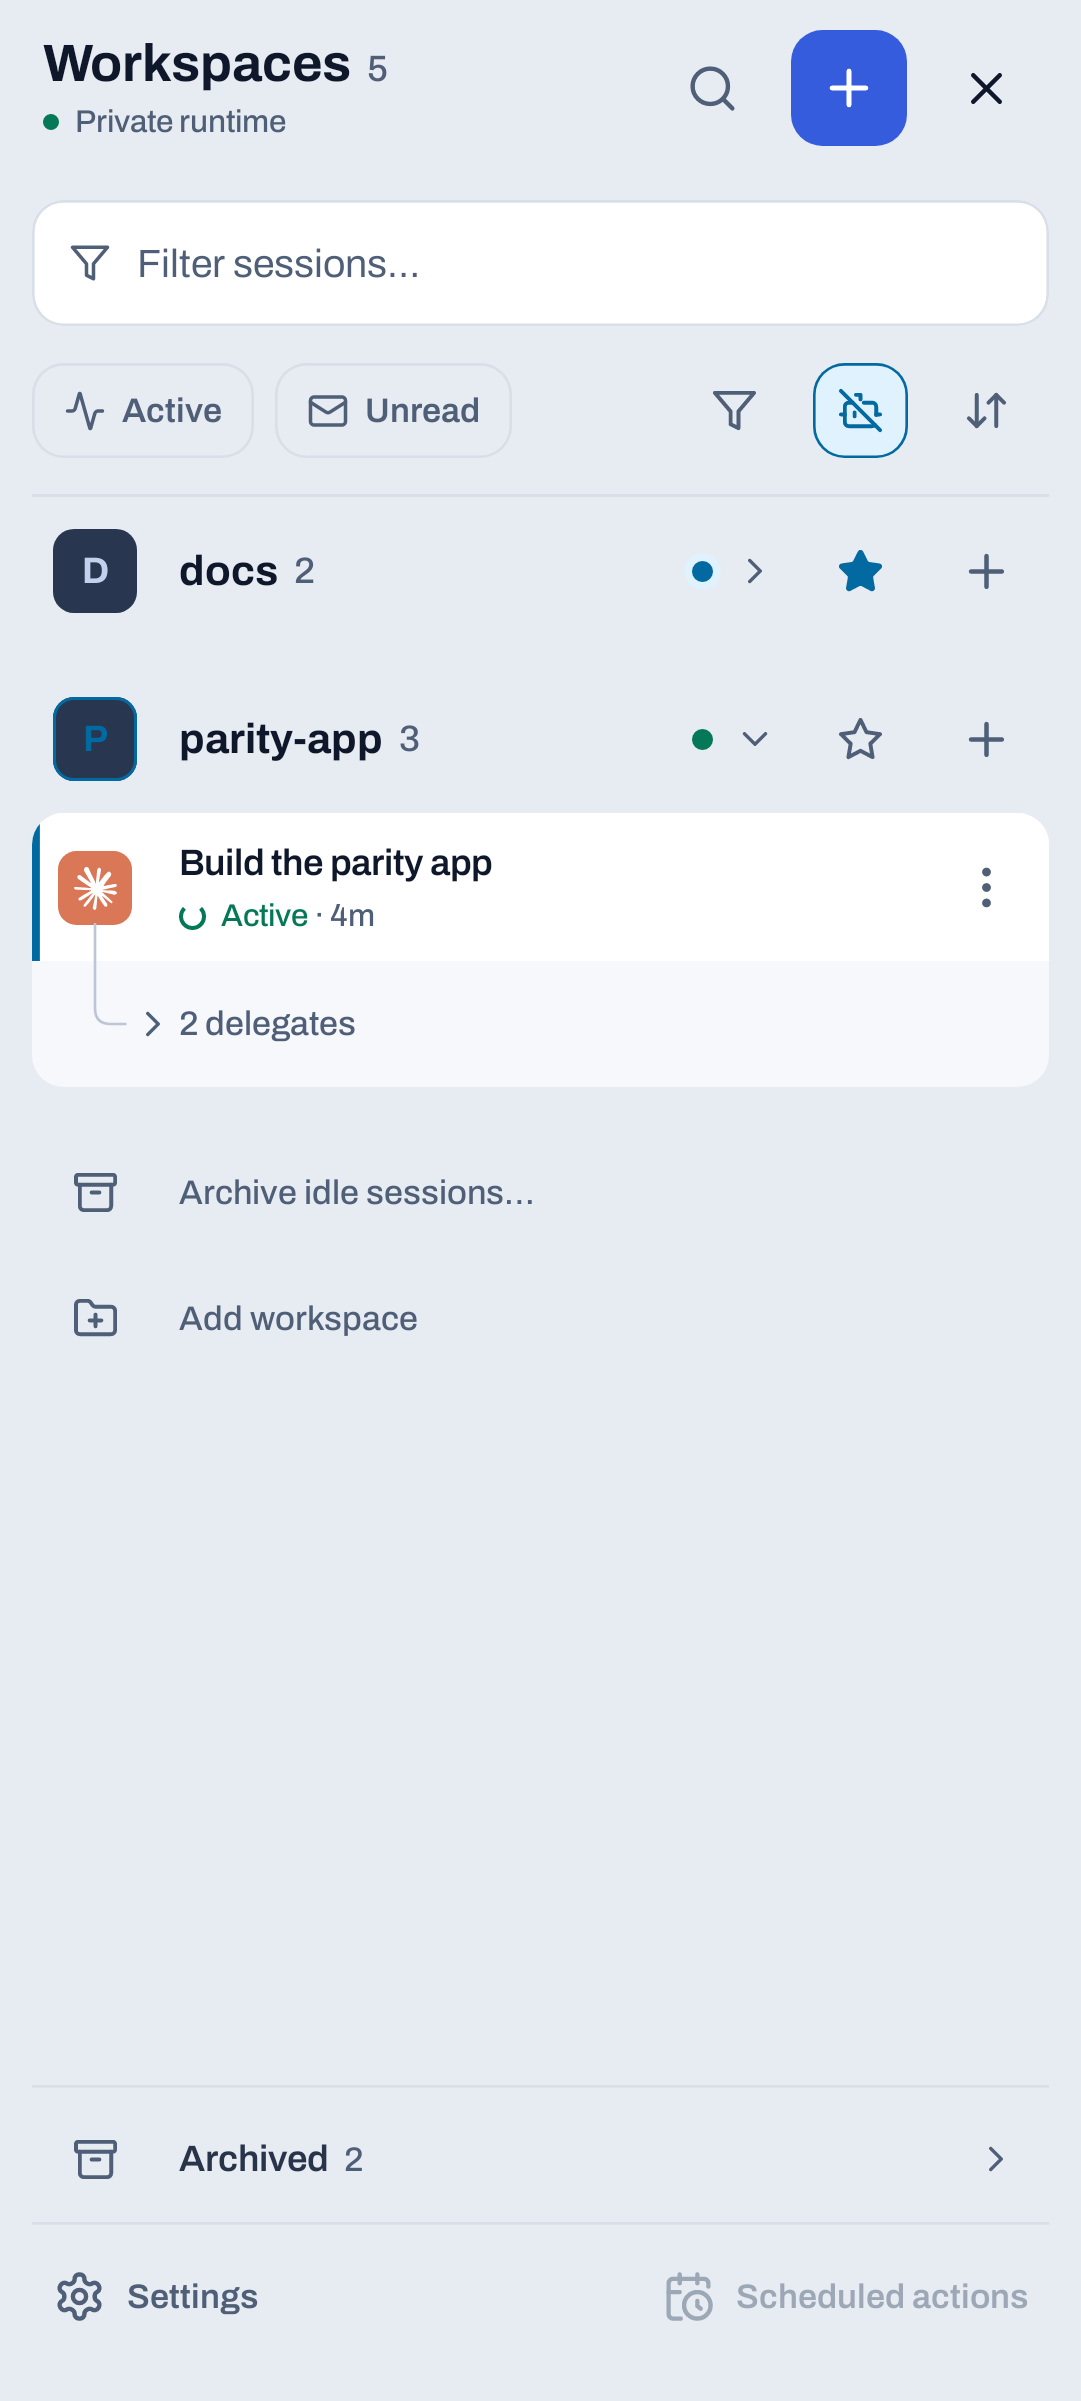 Workspaces 5
Private runtime
Filter sessions...
Active
Unread
D docs 2
P parity-app 3
Build the parity app
Active · 4m
2 delegates
Archive idle sessions...
Add workspace
Archived 2
Settings
Scheduled actions